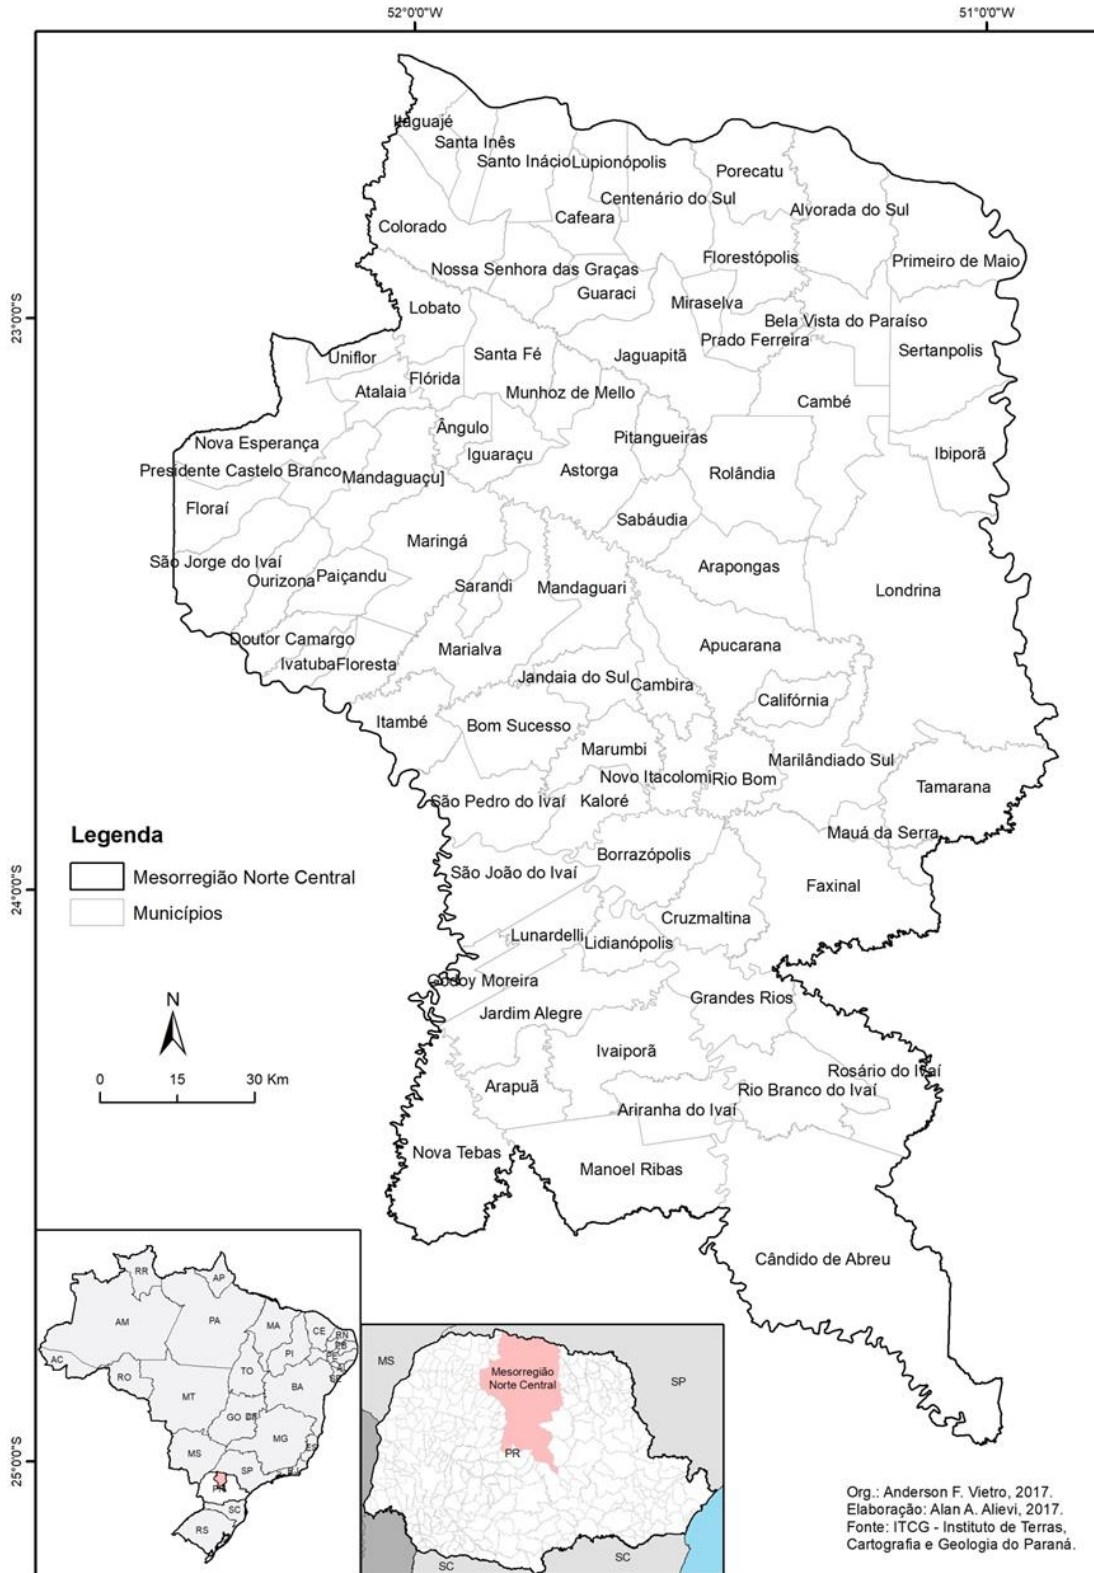 52°0'0"W
51°0'0"W
Itaguajé
Santa Inês
Santo Inácio
Lupionópolis
Porecatu
Centenário do Sul
Alvorada do Sul
Cafeara
Colorado
Florestópolis
Primeiro de Maio
Nossa Senhora das Graças
Guaraci
Miraselva
Lobato
23°0'0"S
Bela Vista do Paraíso
Prado Ferreira
Sertanpolis
Uniflor
Santa Fé
Jaguapitã
Flórida
Atalaia
Munhoz de Mello
Cambé
Ângulo
Pitangueiras
Nova Esperança
Iguaraçu
Ibiporã
Presidente Castelo Branco
Mandaguaçu]
Astorga
Rolândia
Floraí
Sabáudia
Maringá
São Jorge do Ivaí
Arapongas
Ourizona
Paiçandu
Sarandi
Mandaguari
Londrina
Doutor Camargo
Marialva
Apucarana
Ivatuba
Floresta
Jandaia do Sul
Cambira
Califórnia
Itambé
Bom Sucesso
Marumbi
Marilândiado Sul
Novo Itacolomi
Rio Bom
Tamarana
São Pedro do Ivaí
Kaloré
Mauá da Serra
Legenda
Mesorregião Norte Central
Municípios
Borrazópolis
São João do Ivaí
24°0'0"S
Faxinal
Cruzmaltina
Lunardelli
Lidianópolis
Godoy Moreira
Grandes Rios
Jardim Alegre
N
Ivaiporã
Rosário do Ivaí
0 15 30 Km
Arapuã
Rio Branco do Ivaí
Ariranha do Ivaí
Nova Tebas
Manoel Ribas
Cândido de Abreu
25°0'0"S
RR
AP
AM
PA
MA
CE
RN
PB
PI
AC
TO
RO
BA
MT
GO
DF
MG
ES
MS
SP
RJ
PR
SC
RS
MS
Mesorregião
Norte Central
SP
PR
SC
SC
Org.: Anderson F. Vietro, 2017.
Elaboração: Alan A. Alievi, 2017.
Fonte: ITCG - Instituto de Terras,
Cartografia e Geologia do Paraná.